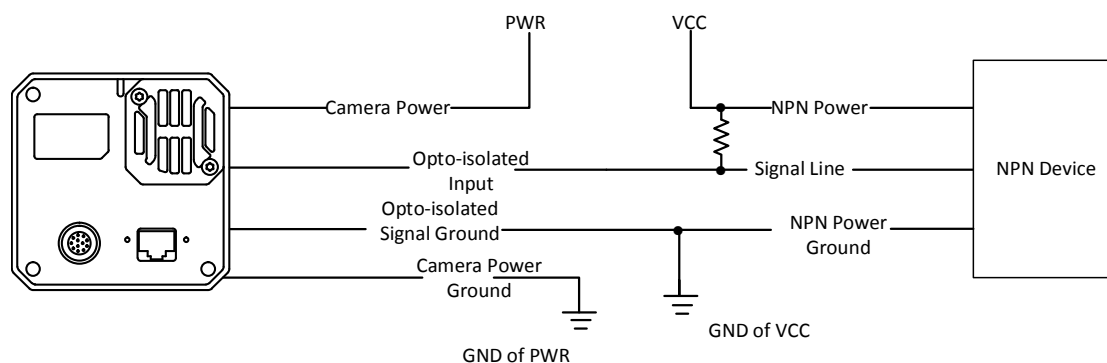 PWR
VCC
Camera Power
NPN Power
Opto-isolated
Input
Signal Line
NPN Device
Opto-isolated
Signal Ground
NPN Power
Ground
Camera Power
Ground
GND of VCC
GND of PWR